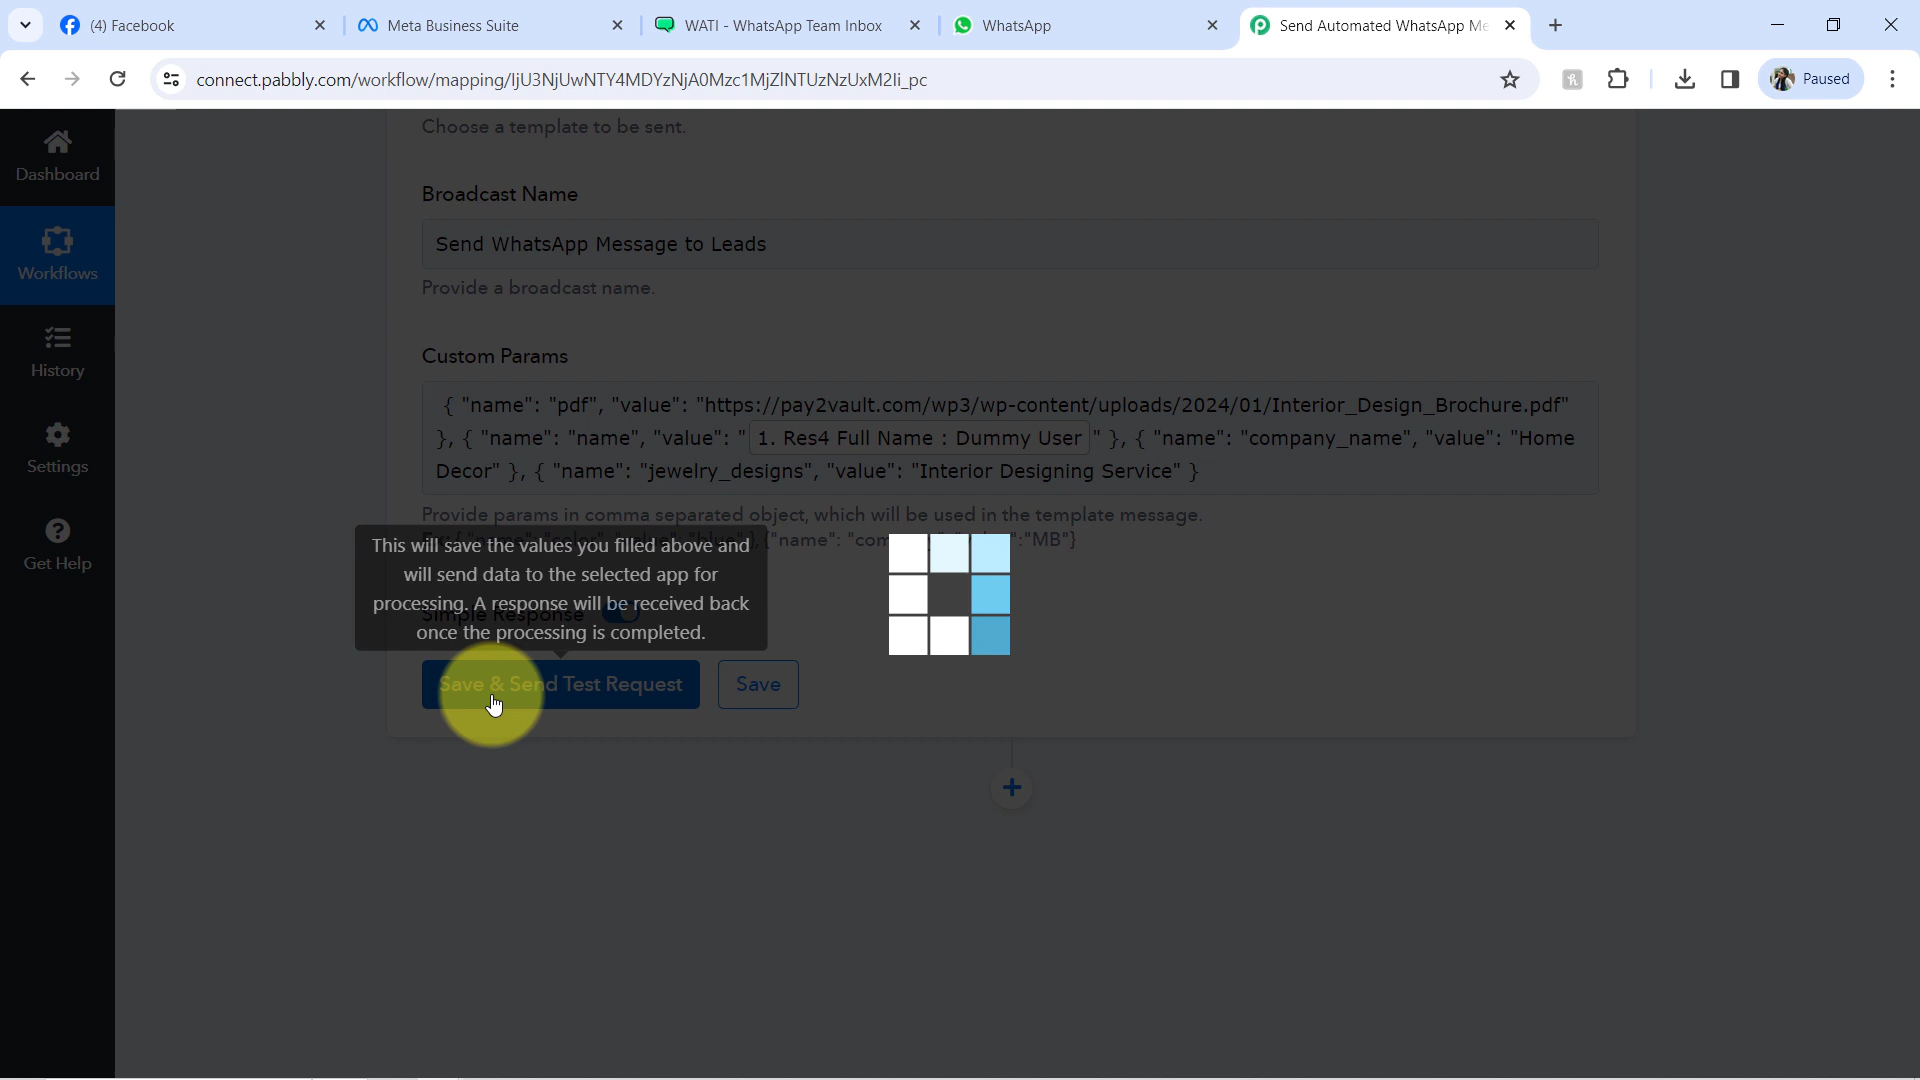 (4) Facebook
Meta Business Suite
WATI - WhatsApp Team Inbox
WhatsApp
Send Automated WhatsApp Me
connect.pabbly.com/workflow/mapping/IjU3NjUwNTY4MDYzNjA0Mzc1MjZlNTUzNzUxM2Ii_pc
Paused
Dashboard
Workflows
History
Settings
Get Help
Choose a template to be sent.
Broadcast Name
Send WhatsApp Message to Leads
Provide a broadcast name.
Custom Params
{ "name": "pdf", "value": "https://pay2vault.com/wp3/wp-content/uploads/2024/01/Interior_Design_Brochure.pdf"
}, { "name": "name", "value": " 1. Res4 Full Name : Dummy User " }, { "name": "company_name", "value": "Home
Decor" }, { "name": "jewelry_designs", "value": "Interior Designing Service" }
Provide params in comma separated object, which will be used in the template message.
{"name": :"MB"}
This will save the values you filled above and
will send data to the selected app for
processing. A response will be received back
once the processing is completed.
Simple Response
Save & Send Test Request
Save